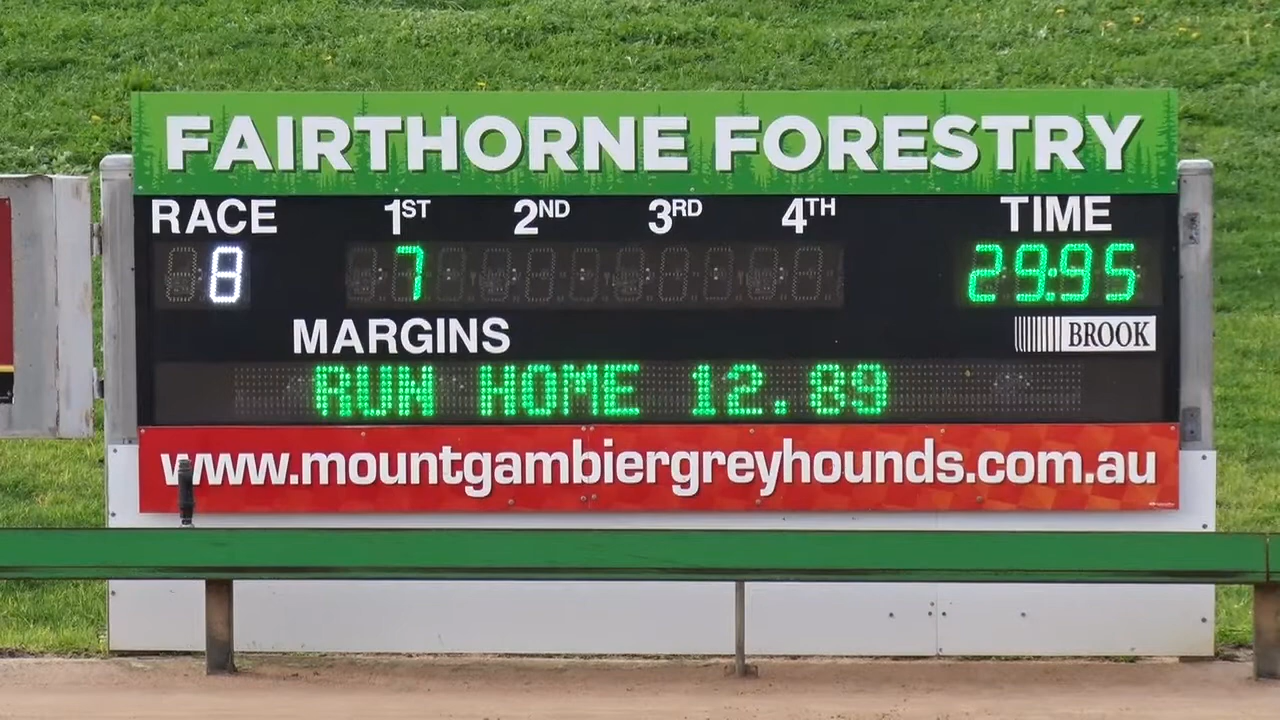 FAIRTHORNE FORESTRY
RACE 1ST 2ND 3RD 4TH TIME
8 7 29:95
MARGINS BROOK
RUN HOME 12.89
www.mountgambiergreyhounds.com.au